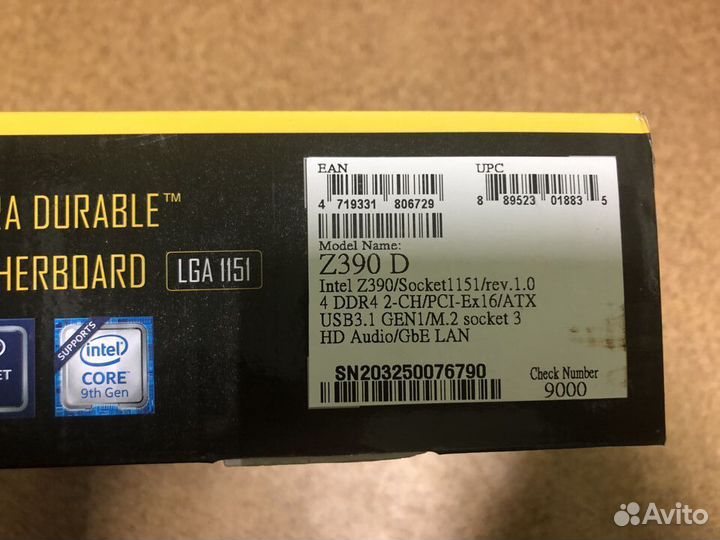 RA DURABLE™
HERBOARD LGA 1151
SUPPORTS
intel
CORE™
9th Gen
ET
EAN
4 719331 806729
UPC
8 89523 01883 5
Model Name:
Z390 D
Intel Z390/Socket1151/rev.1.0
4 DDR4 2-CH/PCI-Ex16/ATX
USB3.1 GEN1/M.2 socket 3
HD Audio/GbE LAN
SN203250076790
Check Number
9000
Avito